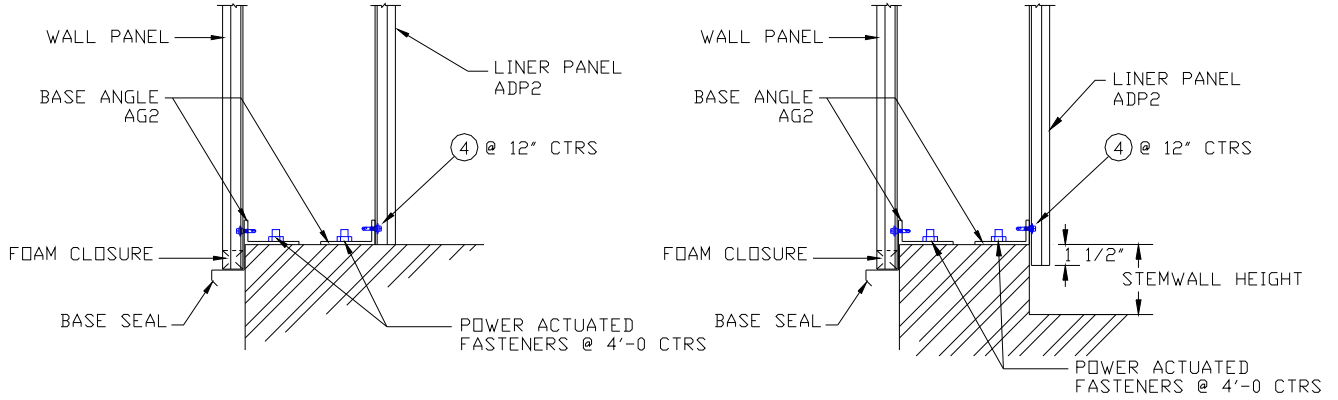 WALL PANEL
LINER PANEL
ADP2
BASE ANGLE
AG2
4 @ 12" CTRS
FOAM CLOSURE
BASE SEAL
POWER ACTUATED
FASTENERS @ 4'-0 CTRS
WALL PANEL
LINER PANEL
ADP2
BASE ANGLE
AG2
4 @ 12" CTRS
FOAM CLOSURE
1 1/2"
STEMWALL HEIGHT
BASE SEAL
POWER ACTUATED
FASTENERS @ 4'-0 CTRS